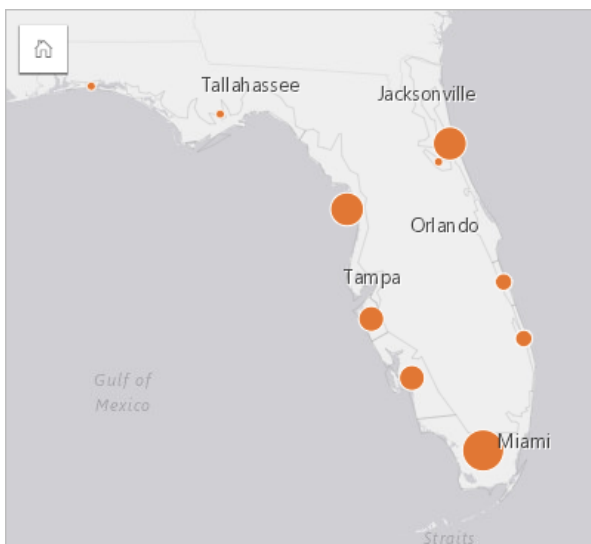 Tallahassee
Jacksonville
Orlando
Tampa
Gulf of
Mexico
Miami
Straits